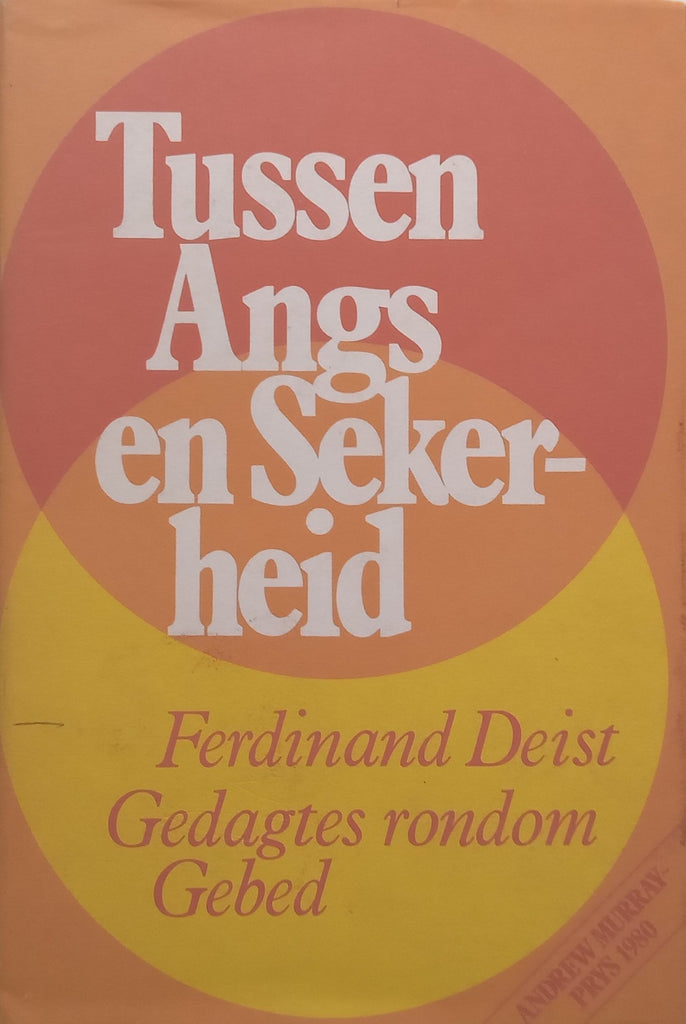 Tussen
Angs
en Seker-
heid
Ferdinand Deist
Gedagtes rondom
Gebed
ANDREW MURRAY-
PRYS 1980